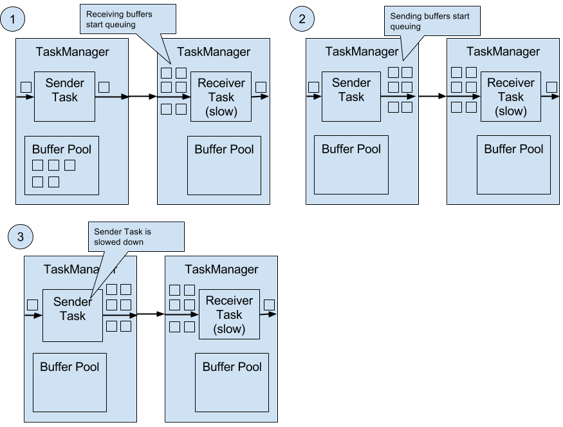 1
Receiving buffers
start queuing
TaskManager
TaskManager
Sender
Task
Receiver
Task
(slow)
Buffer Pool
Buffer Pool
2
Sending buffers start
queuing
TaskManager
TaskManager
Sender
Task
Receiver
Task
(slow)
Buffer Pool
Buffer Pool
3
Sender Task is
slowed down
TaskManager
TaskManager
Sender
Task
Receiver
Task
(slow)
Buffer Pool
Buffer Pool